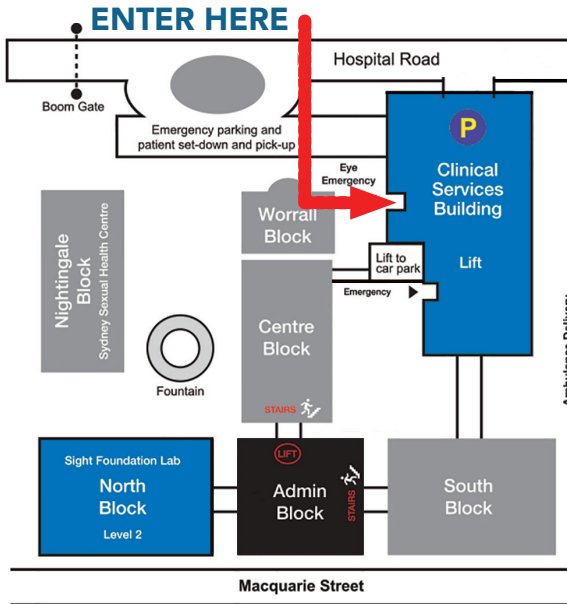 ENTER HERE
Hospital Road
Boom Gate
P
Emergency parking and
patient set-down and pick-up
Eye
Emergency
Clinical
Services
Building
Worrall
Block
Lift to
car park
Lift
Emergency
Nightingale
Block
Sydney Sexual Health Centre
Centre
Block
Fountain
Ambulance Delivery
STAIRS
LIFT
Sight Foundation Lab
North
Block
Level 2
Admin
Block
STAIRS
South
Block
Macquarie Street